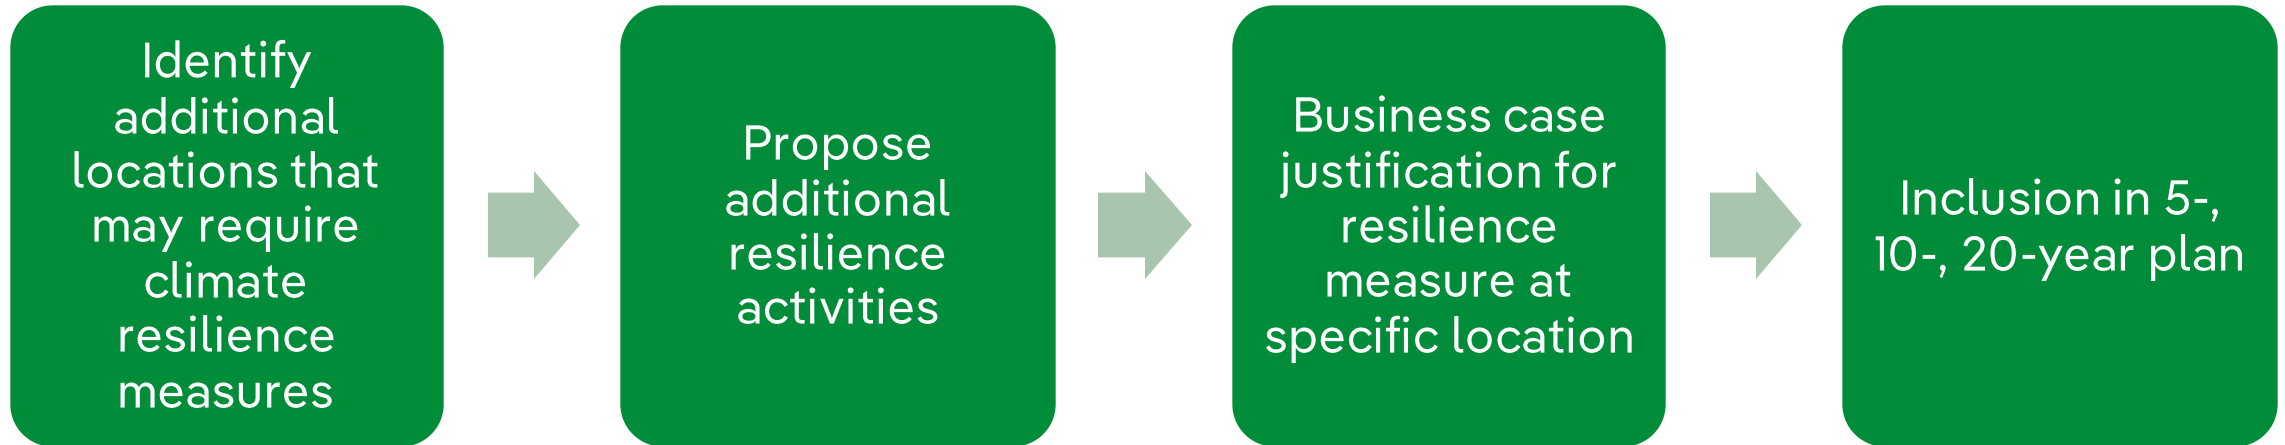 Identify
additional
locations that
may require
climate
resilience
measures
Propose
additional
resilience
activities
Business case
justification for
resilience
measure at
specific location
Inclusion in 5-,
10-, 20-year plan